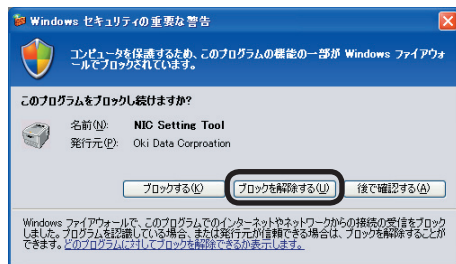 Windows セキュリティの重要な警告
コンピュータを保護するため、このプログラムの機能の一部が Windows ファイアウォ
ールでブロックされています。
このプログラムをブロックし続けますか?
名前(N): NIC Setting Tool
発行元(P): Oki Data Corproation
ブロックする(K) ブロックを解除する(U) 後で確認する(A)
Windows ファイアウォールで、このプログラムでのインターネットやネットワークからの接続の受信をブロック
しました。プログラムを認識している場合、または発行元が信頼できる場合は、ブロックを解除することが
できます。どのプログラムに対してブロックを解除できるか表示します。